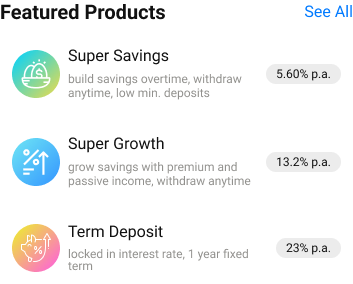 Featured Products See All
Super Savings
build savings overtime, withdraw
anytime, low min. deposits
5.60% p.a.
Super Growth
grow savings with premium and
passive income, withdraw anytime
13.2% p.a.
Term Deposit
locked in interest rate, 1 year fixed
term
23% p.a.